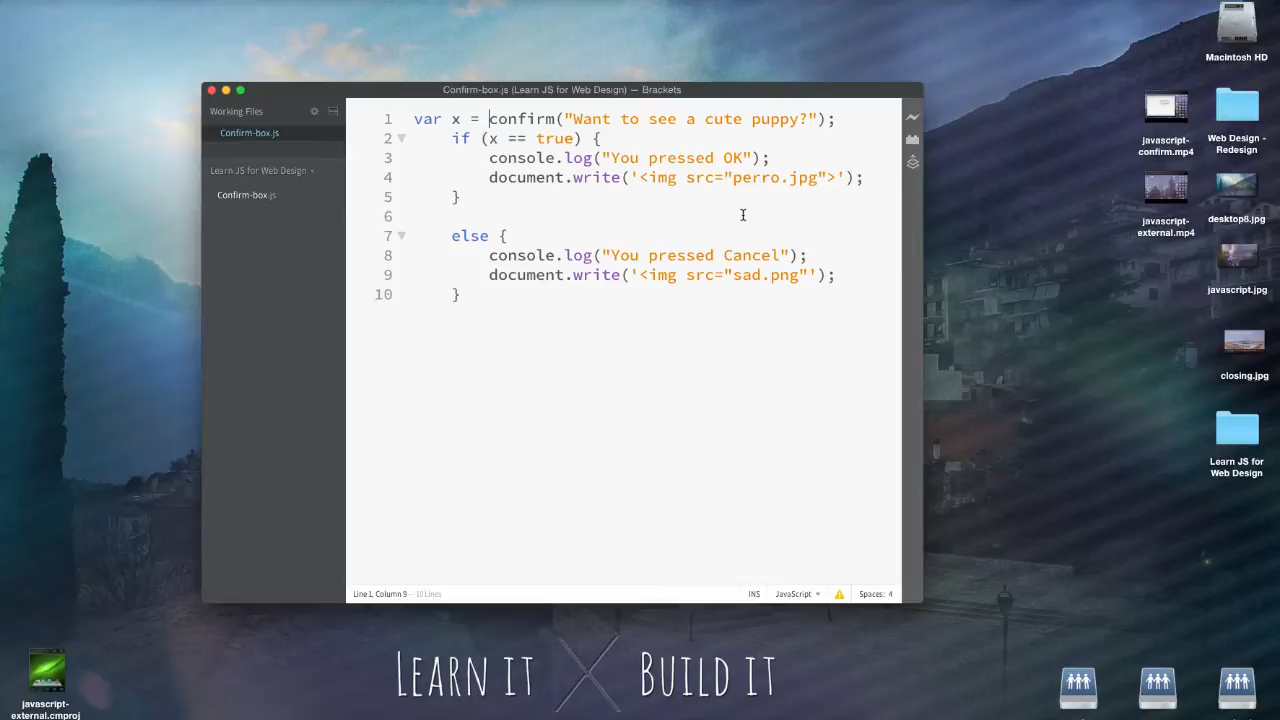 Confirm-box.js (Learn JS for Web Design) — Brackets
Working Files
Confirm-box.js
Learn JS for Web Design
Confirm-box.js
1 var x = confirm("Want to see a cute puppy?");
2 if (x == true) {
3 console.log("You pressed OK");
4 document.write('<img src="perro.jpg">');
5 }
6
7 else {
8 console.log("You pressed Cancel");
9 document.write('<img src="sad.png"');
10 }
Line 1, Column 9 — 10 Lines
INS
JavaScript
Spaces: 4
Macintosh HD
javascript-
confirm.mp4
Web Design -
Redesign
javascript-
external.mp4
desktop8.jpg
javascript.jpg
closing.jpg
Learn JS for
Web Design
LEARN IT BUILD IT
javascript-
external.cmproj